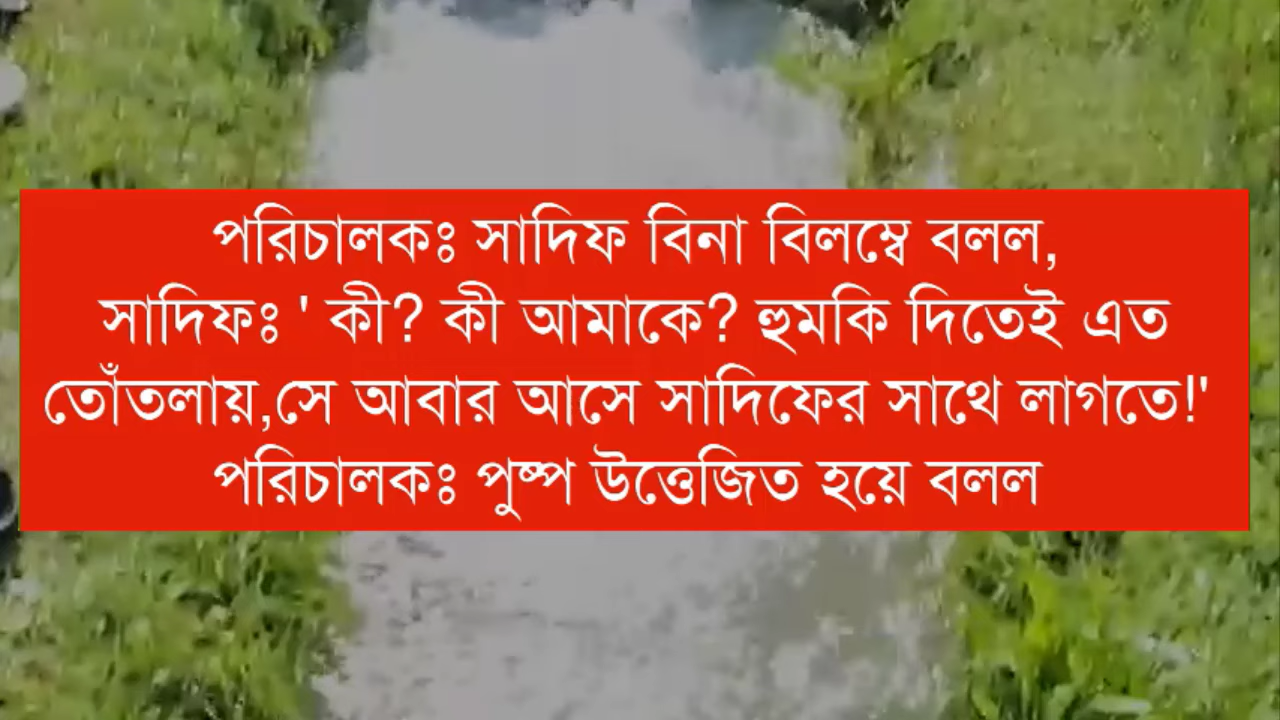 পরিচালকঃ সাদিফ বিনা বিলম্বে বলল,
সাদিফঃ ' কী? কী আমাকে? হুমকি দিতেই এত
তোঁতলায়,সে আবার আসে সাদিফের সাথে লাগতে!'
পরিচালকঃ পুষ্প উত্তেজিত হয়ে বলল